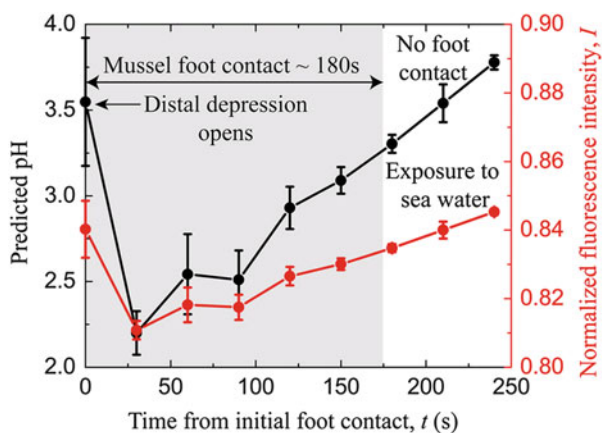 4.0
3.5
3.0
2.5
2.0
Predicted pH
0.90
0.88
0.86
0.84
0.82
0.80
Normalized fluorescence intensity, I
Mussel foot contact ~ 180s
Distal depression
opens
No foot
contact
Exposure to
sea water
0 50 100 150 200 250
Time from initial foot contact, t (s)